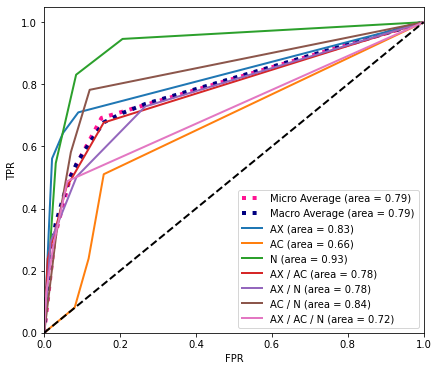 1.0
0.8
0.6
0.4
0.2
0.0
TPR
0.0 0.2 0.4 0.6 0.8 1.0
FPR
Micro Average (area = 0.79)
Macro Average (area = 0.79)
AX (area = 0.83)
AC (area = 0.66)
N (area = 0.93)
AX / AC (area = 0.78)
AX / N (area = 0.78)
AC / N (area = 0.84)
AX / AC / N (area = 0.72)